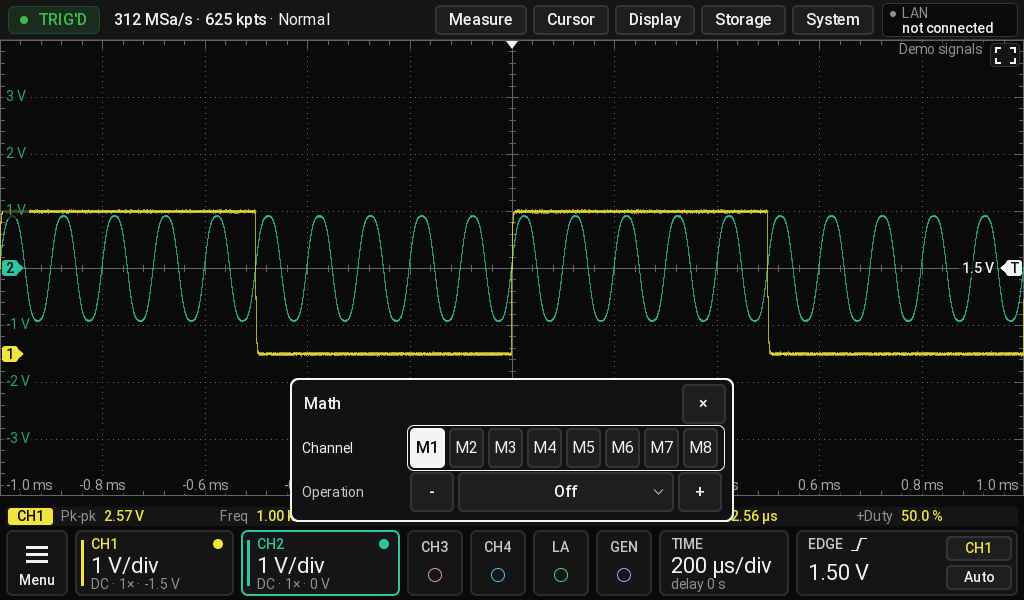 TRIG'D
312 MSa/s · 625 kpts · Normal
Measure
Cursor
Display
Storage
System
LAN
not connected
Demo signals
3 V
2 V
1 V
2
1.5 V
T
-1 V
1
-2 V
-3 V
Math
×
Channel
M1
M2
M3
M4
M5
M6
M7
M8
Operation
-
Off
+
-1.0 ms
-0.8 ms
-0.6 ms
0.6 ms
0.8 ms
1.0 ms
CH1
Pk-pk 2.57 V
Freq 1.00
2.56 µs
+Duty 50.0 %
Menu
CH1
1 V/div
DC · 1× · -1.5 V
CH2
1 V/div
DC · 1× · 0 V
CH3
CH4
LA
GEN
TIME
200 µs/div
delay 0 s
EDGE
1.50 V
CH1
Auto